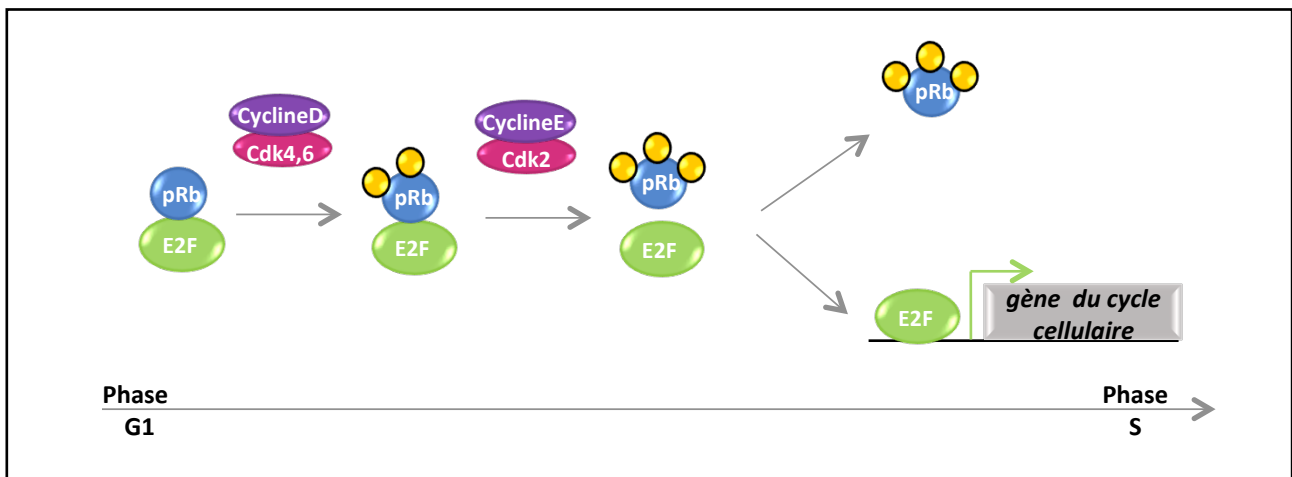 pRb
CyclineD
Cdk4,6
CyclineE
Cdk2
pRb
E2F
pRb
E2F
pRb
E2F
pRb
E2F
gène du cycle
cellulaire
Phase
G1
Phase
S